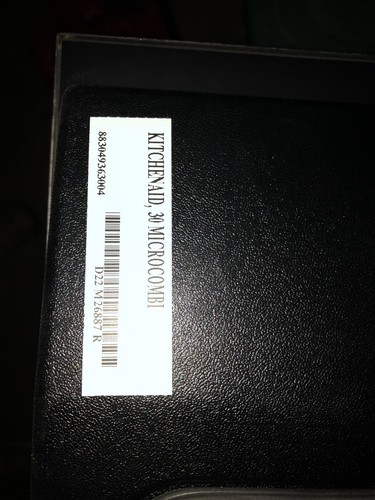 KITCHENAID, 30 MICROCOMBI
883049363004
D22 M26887 R